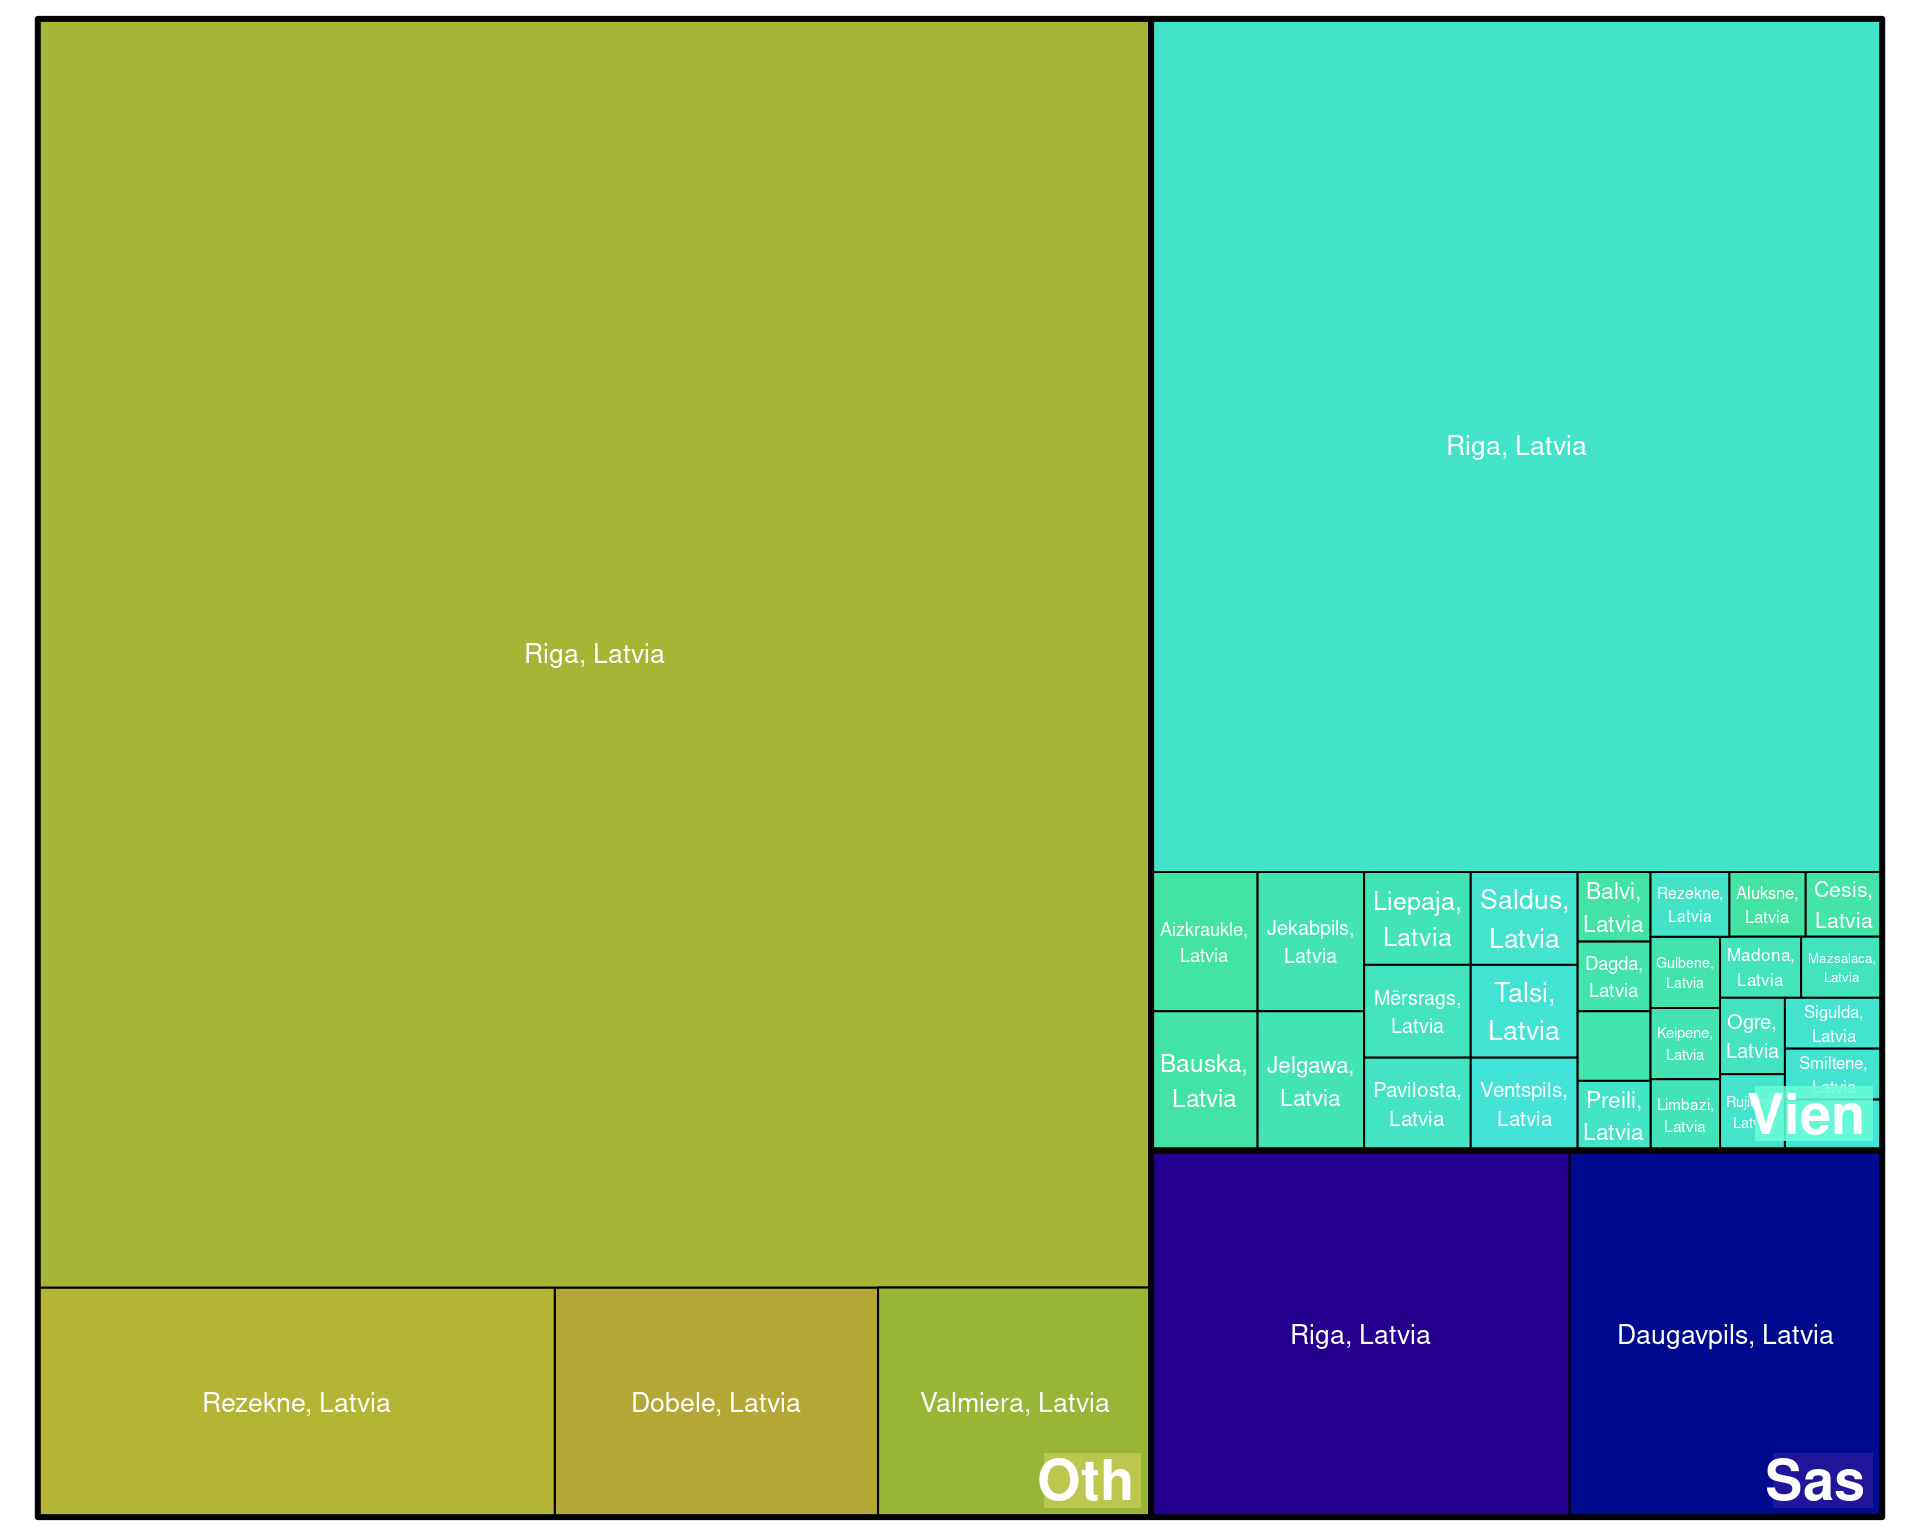 Riga, Latvia
Rezekne, Latvia
Dobele, Latvia
Valmiera, Latvia
Oth
Riga, Latvia
Aizkraukle,
Latvia
Bauska,
Latvia
Jekabpils,
Latvia
Jelgawa,
Latvia
Liepaja,
Latvia
Mērsrags,
Latvia
Pavilosta,
Latvia
Saldus,
Latvia
Talsi,
Latvia
Ventspils,
Latvia
Balvi,
Latvia
Dagda,
Latvia
Preili,
Latvia
Rezekne,
Latvia
Aluksne,
Latvia
Cesis,
Latvia
Gulbene,
Latvia
Keipene,
Latvia
Limbazi,
Latvia
Madona,
Latvia
Mazsalaca,
Latvia
Ogre,
Latvia
Sigulda,
Latvia
Smiltene,
Latvia
Vien
Riga, Latvia
Daugavpils, Latvia
Sas